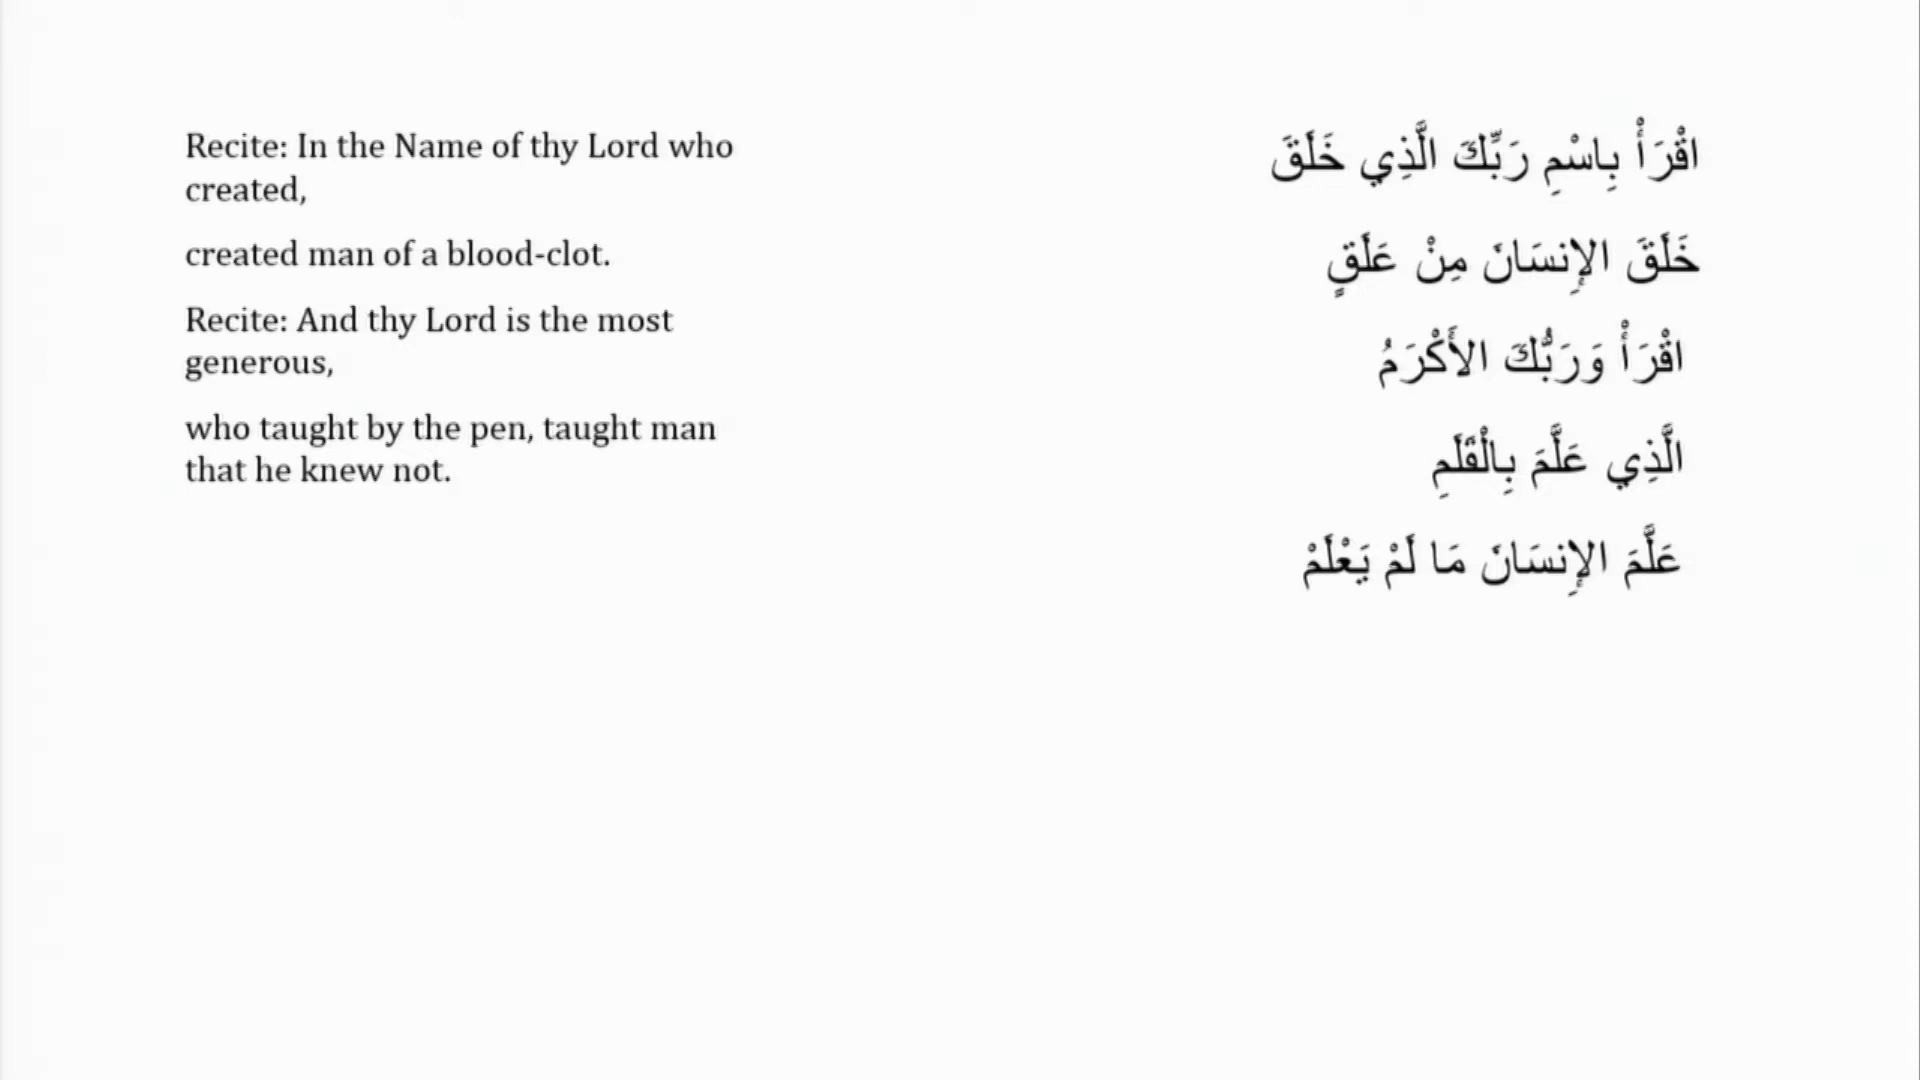 Recite: In the Name of thy Lord who
created,
created man of a blood-clot.
Recite: And thy Lord is the most
generous,
who taught by the pen, taught man
that he knew not.
اقْرَأْ بِاسْمِ رَبِّكَ الَّذِي خَلَقَ
خَلَقَ الإِنسَانَ مِنْ عَلَقٍ
اقْرَأْ وَرَبُّكَ الأَكْرَمُ
الَّذِي عَلَّمَ بِالْقَلَمِ
عَلَّمَ الإِنسَانَ مَا لَمْ يَعْلَمْ